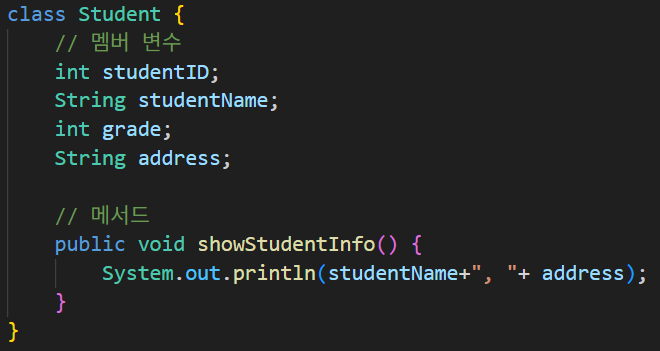 class Student {
// 멤버 변수
int studentID;
String studentName;
int grade;
String address;
// 메서드
public void showStudentInfo() {
System.out.println(studentName+", "+ address);
}
}